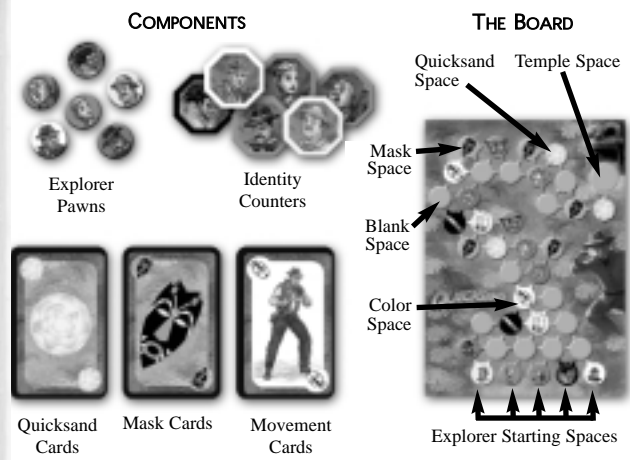 COMPONENTS
Explorer
Pawns
Identity
Counters
Quicksand
Cards
Mask Cards
Movement
Cards
THE BOARD
Quicksand
Space
Temple Space
Mask
Space
Blank
Space
Color
Space
Explorer Starting Spaces